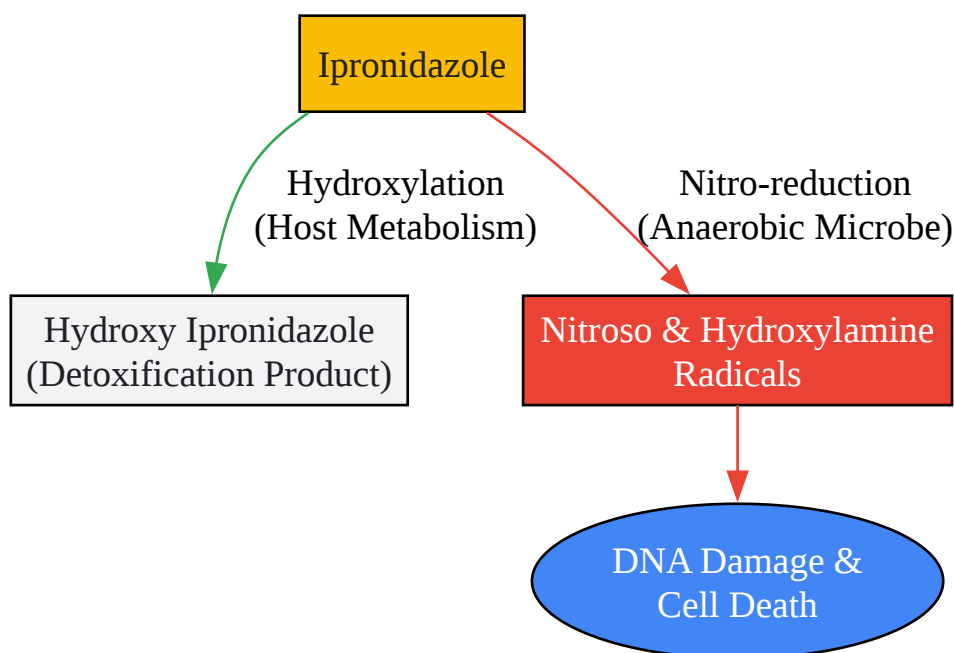 Ipronidazole
Hydroxylation
(Host Metabolism)
Nitro-reduction
(Anaerobic Microbe)
Hydroxy Ipronidazole
(Detoxification Product)
Nitroso & Hydroxylamine
Radicals
DNA Damage &
Cell Death